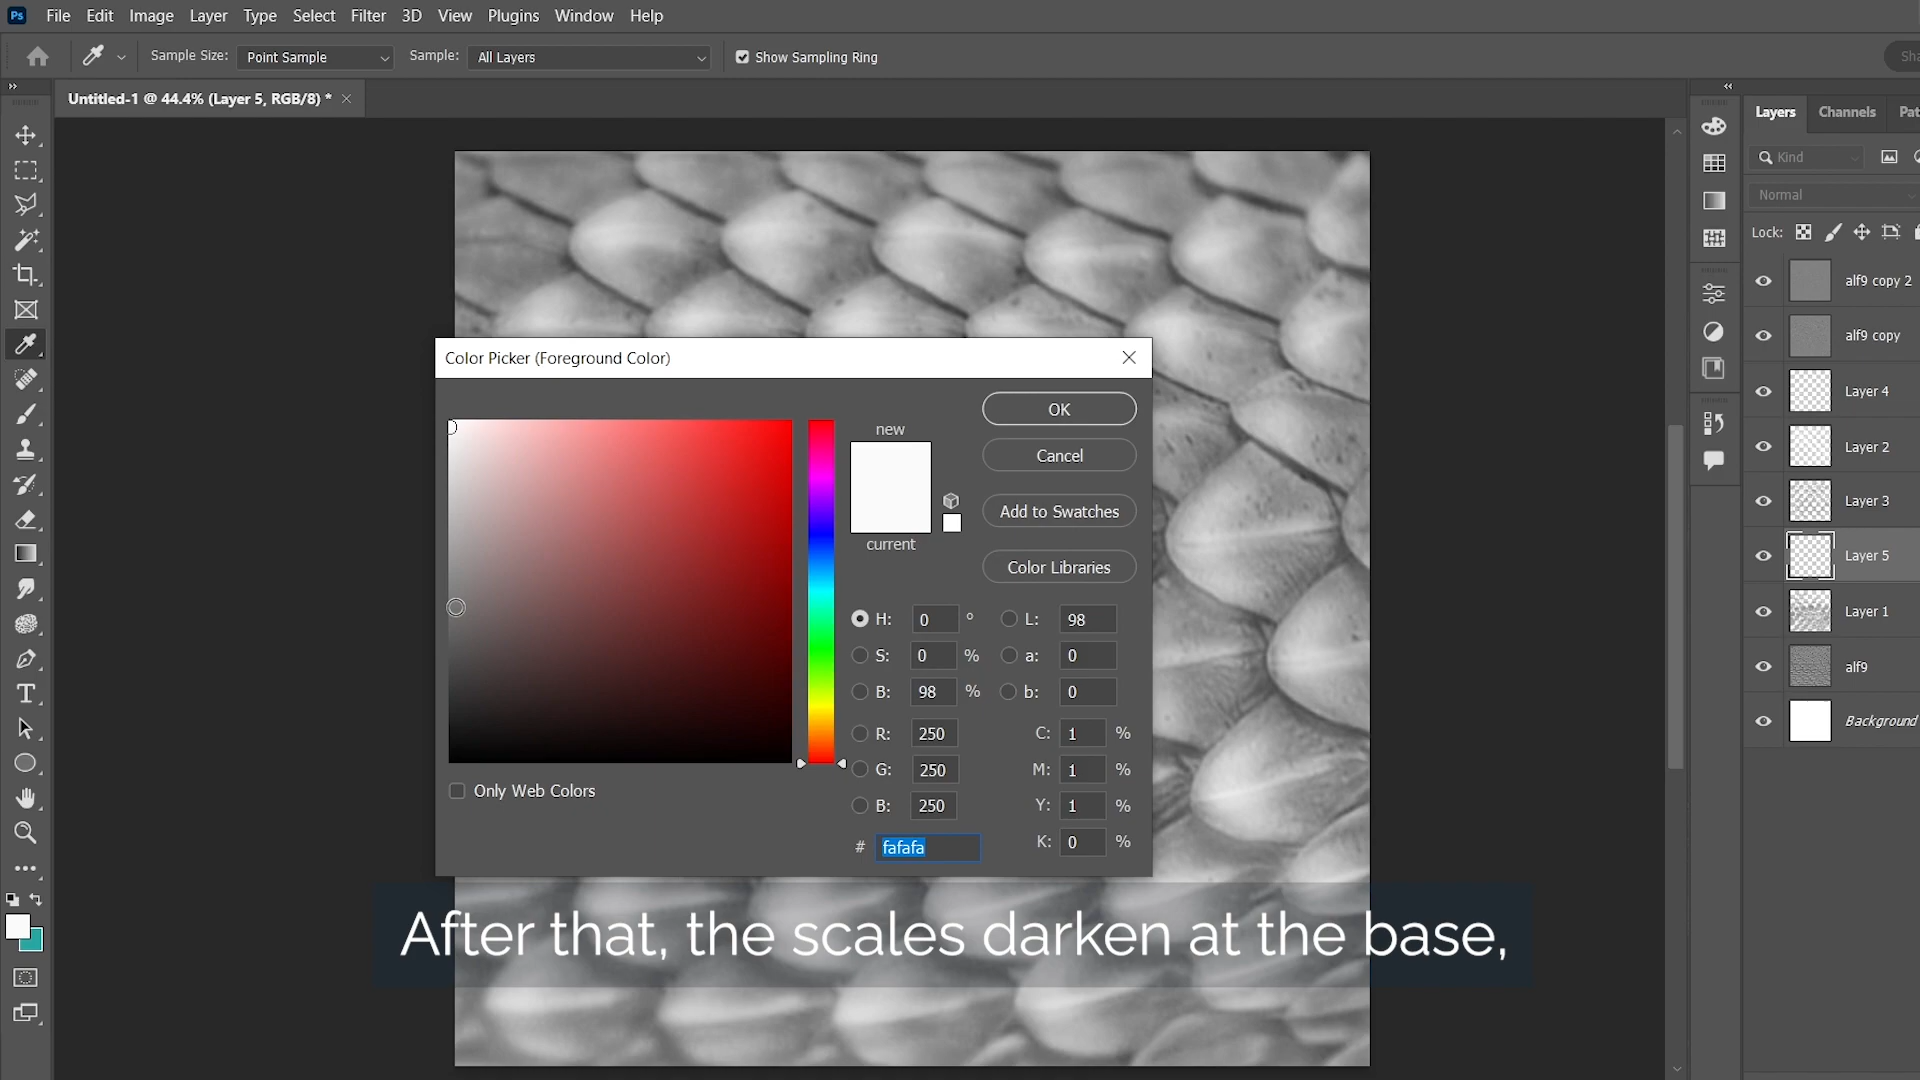 Ps File Edit Image Layer Type Select Filter 3D View Plugins Window Help
Sample Size: Point Sample Sample: All Layers Show Sampling Ring Sha
Untitled-1 @ 44.4% (Layer 5, RGB/8) *
Layers Channels Pat
Kind
Normal
Lock:
alf9 copy 2
alf9 copy
Layer 4
Layer 2
Layer 3
Layer 5
Layer 1
alf9
Background
Color Picker (Foreground Color)
new
current
OK
Cancel
Add to Swatches
Color Libraries
H: 0 ° L: 98
S: 0 % a: 0
B: 98 % b: 0
R: 250 C: 1 %
G: 250 M: 1 %
B: 250 Y: 1 %
# fafafa K: 0 %
Only Web Colors
T
After that, the scales darken at the base,